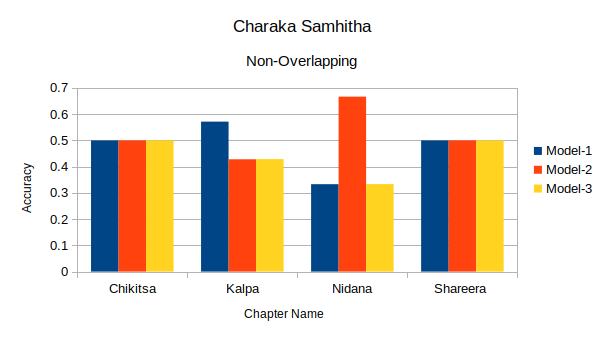 Charaka Samhitha
Non-Overlapping
0.7
0.6
0.5
0.4
0.3
0.2
0.1
0
Accuracy
Chikitsa
Kalpa
Nidana
Shareera
Chapter Name
Model-1
Model-2
Model-3